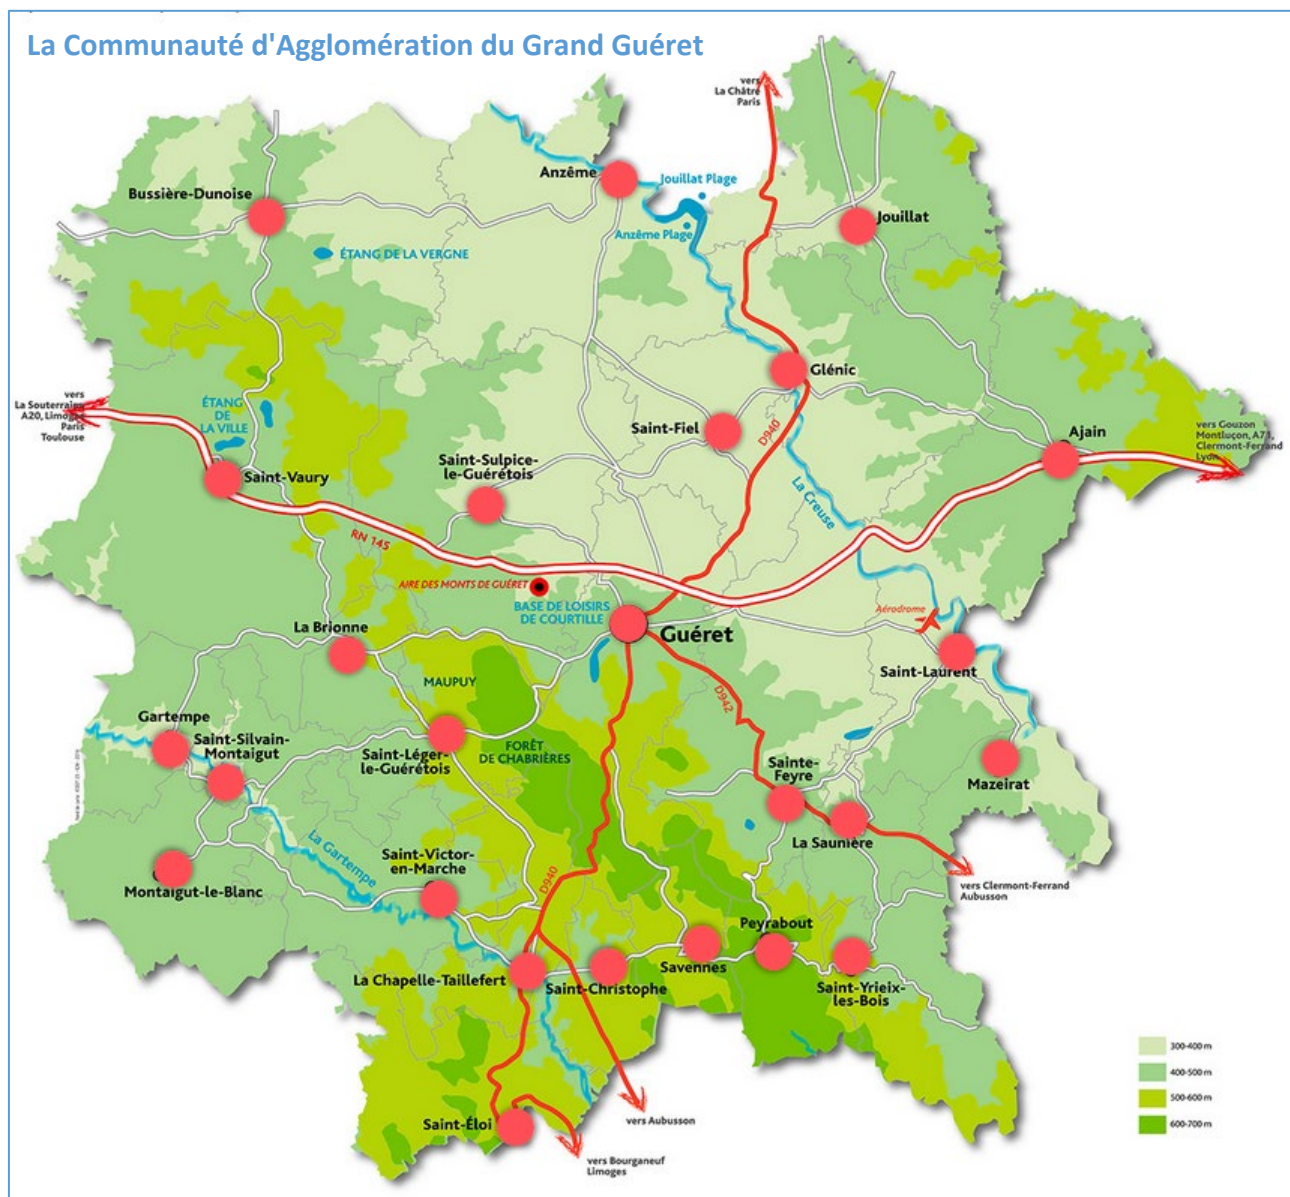 La Communauté d'Agglomération du Grand Guéret
vers
La Châtre
Paris
Anzême
Jouillat Plage
Bussière-Dunoise
Jouillat
Anzême Plage
ÉTANG DE LA VERGNE
Glénic
vers
La Souterraine
A20, Limoges
Paris
Toulouse
ÉTANG
DE
LA VILLE
Saint-Fiel
D940
Ajain
vers Gouzon
Montluçon, A71,
Clermont-Ferrand
Lyon
Saint-Sulpice-
le-Guérétois
Saint-Vaury
La Creuse
RN 145
AIRE DES MONTS DE GUÉRET
BASE DE LOISIRS
DE COURTILLE
Aérodrome
La Brionne
Guéret
Saint-Laurent
MAUPUY
D942
Gartempe
Saint-Silvain-
Montaigut
Saint-Léger-
le-Guérétois
FORÊT
DE CHABRIÈRES
Sainte-
Feyre
Mazeirat
La Saunière
La Gartempe
Saint-Victor-
en-Marche
Montaigut-le-Blanc
D940
vers Clermont-Ferrand
Aubusson
Peyrabout
Savennes
La Chapelle-Taillefert
Saint-Christophe
Saint-Yrieix-
les-Bois
300-400 m
400-500 m
500-600 m
600-700 m
Saint-Éloi
vers Aubusson
vers Bourganeuf
Limoges